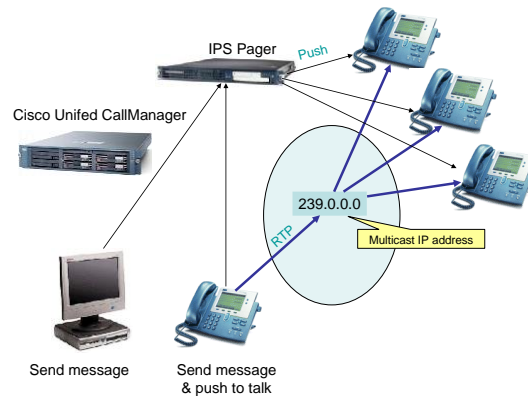 IPS Pager
Push
Cisco Unifed CallManager
239.0.0.0
RTP
Multicast IP address
Send message
Send message
& push to talk